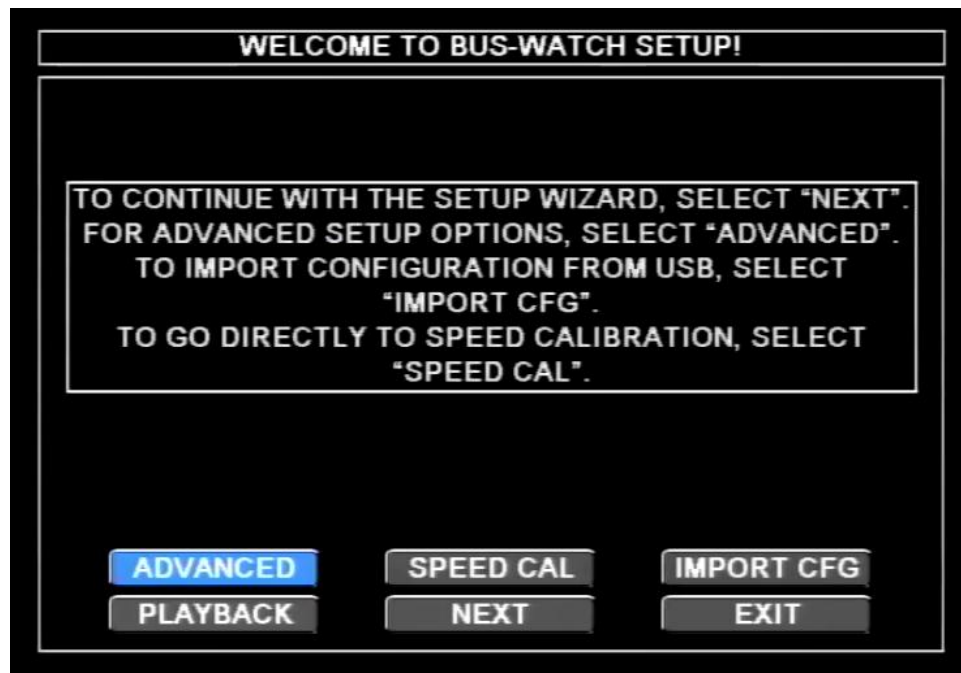 WELCOME TO BUS-WATCH SETUP!
TO CONTINUE WITH THE SETUP WIZARD, SELECT “NEXT”.
FOR ADVANCED SETUP OPTIONS, SELECT “ADVANCED”.
TO IMPORT CONFIGURATION FROM USB, SELECT
“IMPORT CFG”.
TO GO DIRECTLY TO SPEED CALIBRATION, SELECT
“SPEED CAL”.
ADVANCED SPEED CAL IMPORT CFG
PLAYBACK NEXT EXIT